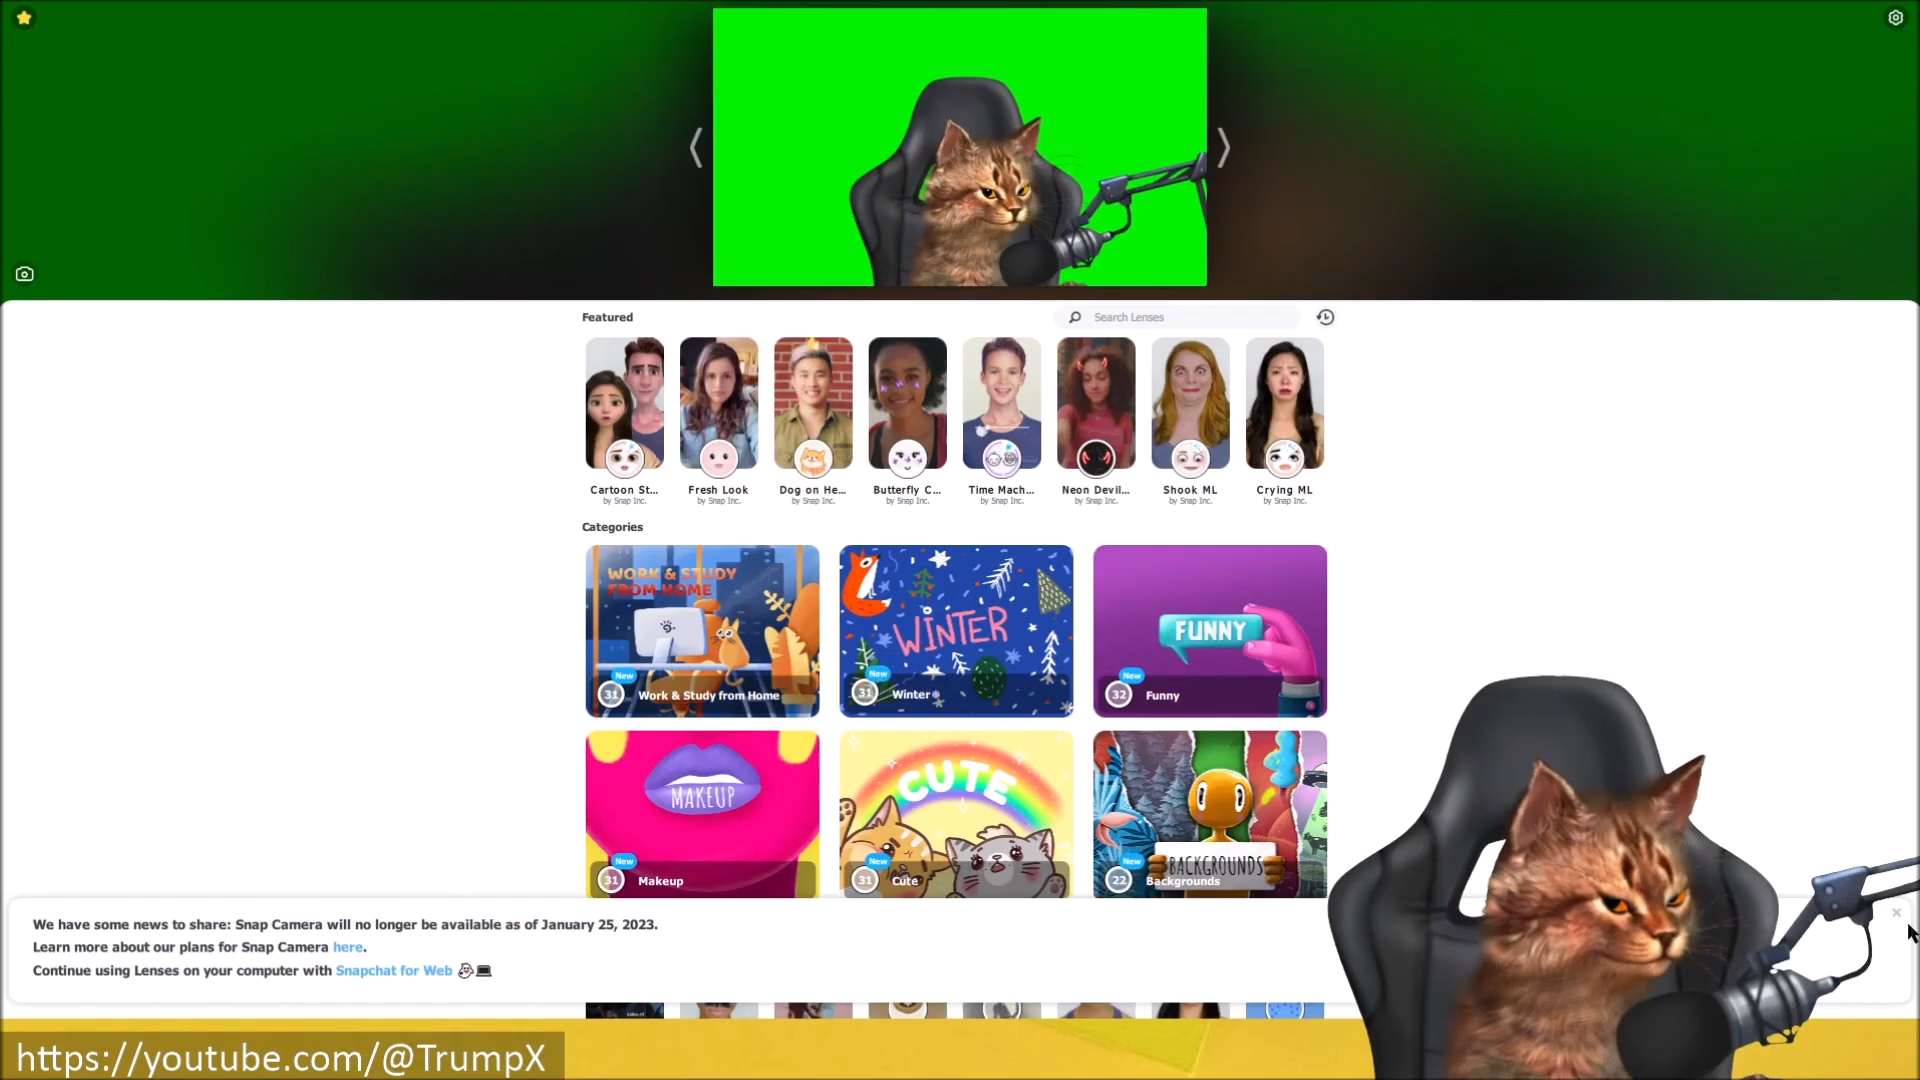 Featured
Search Lenses
Cartoon St...
by Snap Inc.
Fresh Look
by Snap Inc.
Dog on He...
by Snap Inc.
Butterfly C...
by Snap Inc.
Time Mach...
by Snap Inc.
Neon Devil...
by Snap Inc.
Shook ML
by Snap Inc.
Crying ML
by Snap Inc.
Categories
WORK & STUDY
FROM HOME
New
31 Work & Study from Home
WINTER
New
31 Winter❄
FUNNY
New
32 Funny
MAKEUP
New
31 Makeup
CUTE
New
31 Cute
BACKGROUNDS
New
22 Backgrounds
We have some news to share: Snap Camera will no longer be available as of January 25, 2023.
Learn more about our plans for Snap Camera here.
Continue using Lenses on your computer with Snapchat for Web 👻💻
https://youtube.com/@TrumpX